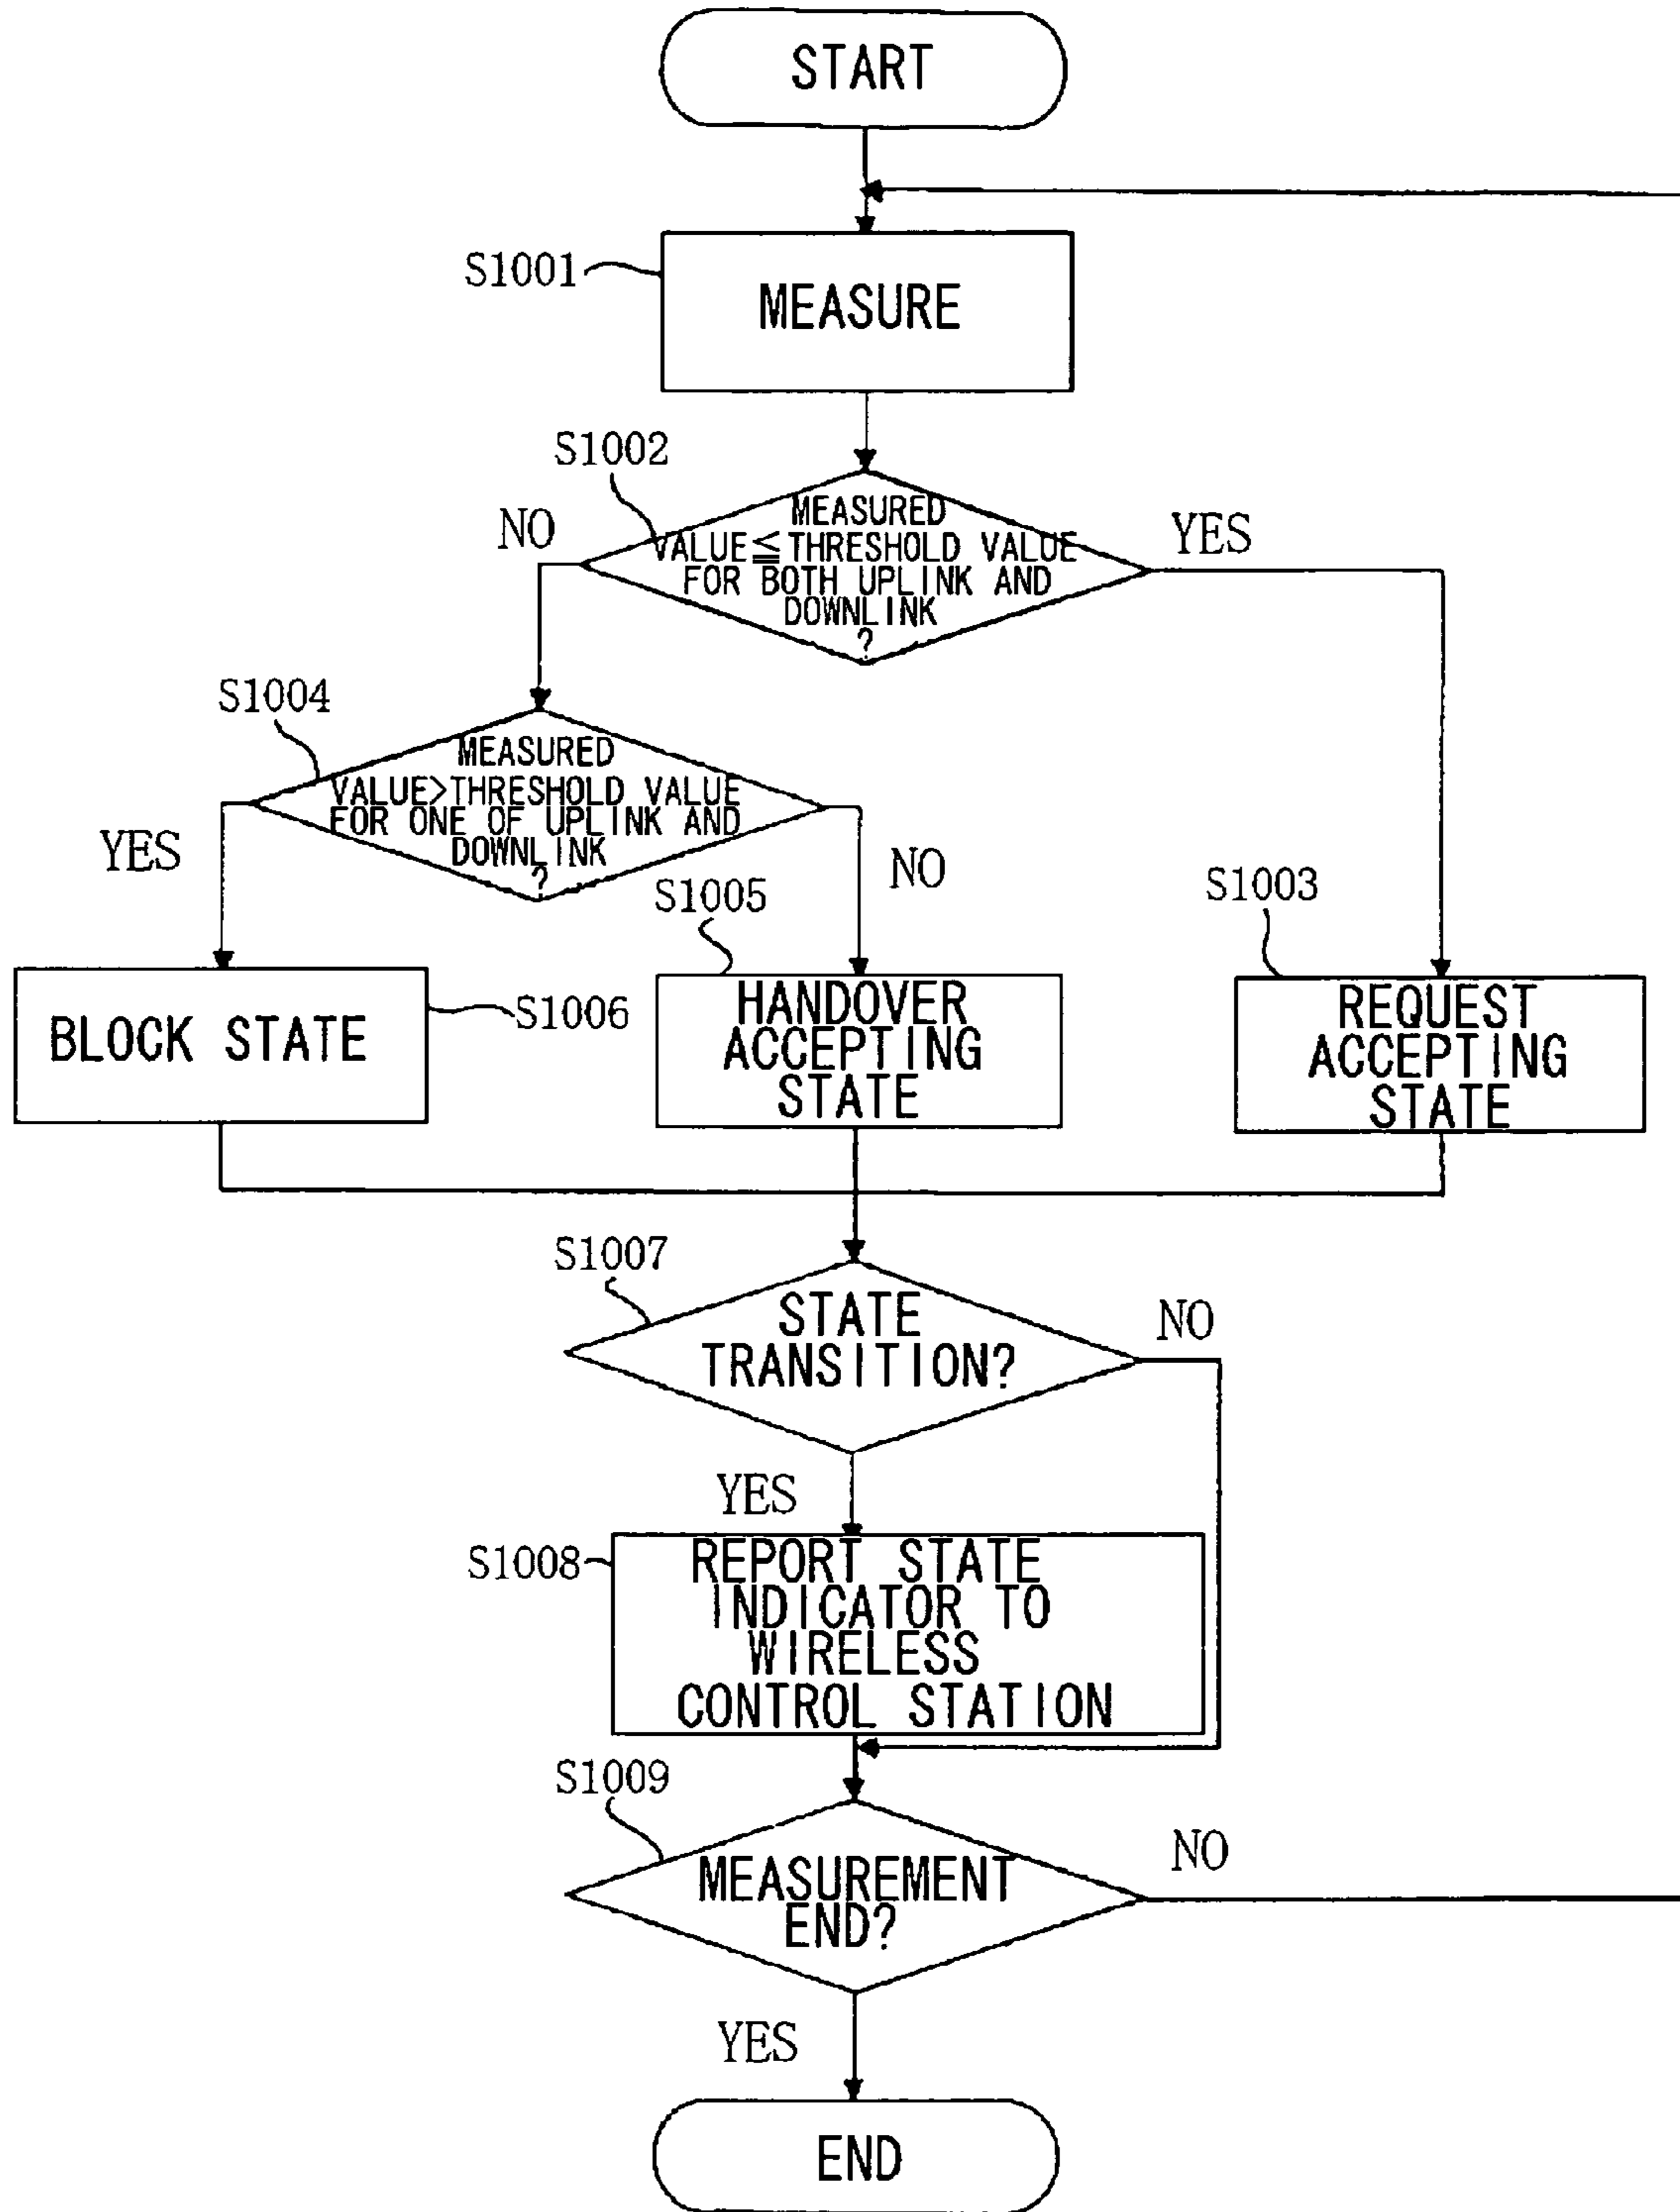 START
S1001
MEASURE
S1002
NO
MEASURED
VALUE≦THRESHOLD VALUE
FOR BOTH UPLINK AND
DOWNLINK
?
YES
S1004
MEASURED
VALUE>THRESHOLD VALUE
FOR ONE OF UPLINK AND
DOWNLINK
?
YES
NO
S1005
S1003
BLOCK STATE
S1006
HANDOVER
ACCEPTING
STATE
REQUEST
ACCEPTING
STATE
S1007
STATE
TRANSITION?
NO
YES
S1008
REPORT STATE
INDICATOR TO
WIRELESS
CONTROL STATION
S1009
MEASUREMENT
END?
NO
YES
END